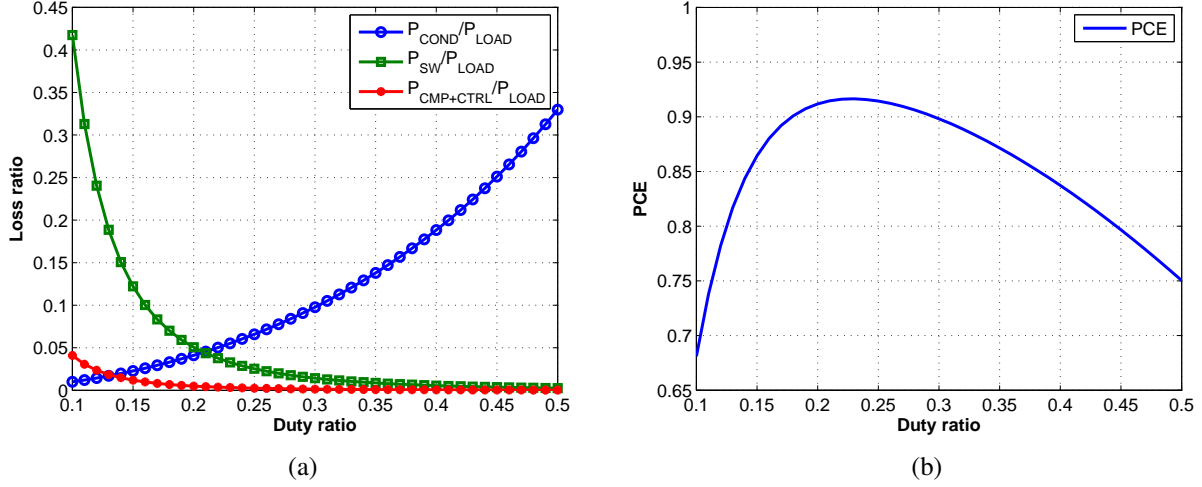 0.45
0.4
0.35
0.3
0.25
0.2
0.15
0.1
0.05
0
Loss ratio
P_COND/P_LOAD
P_SW/P_LOAD
P_CMP+CTRL/P_LOAD
0.1 0.15 0.2 0.25 0.3 0.35 0.4 0.45 0.5
Duty ratio
(a)
1
0.95
0.9
0.85
0.8
0.75
0.7
0.65
PCE
PCE
0.1 0.15 0.2 0.25 0.3 0.35 0.4 0.45 0.5
Duty ratio
(b)